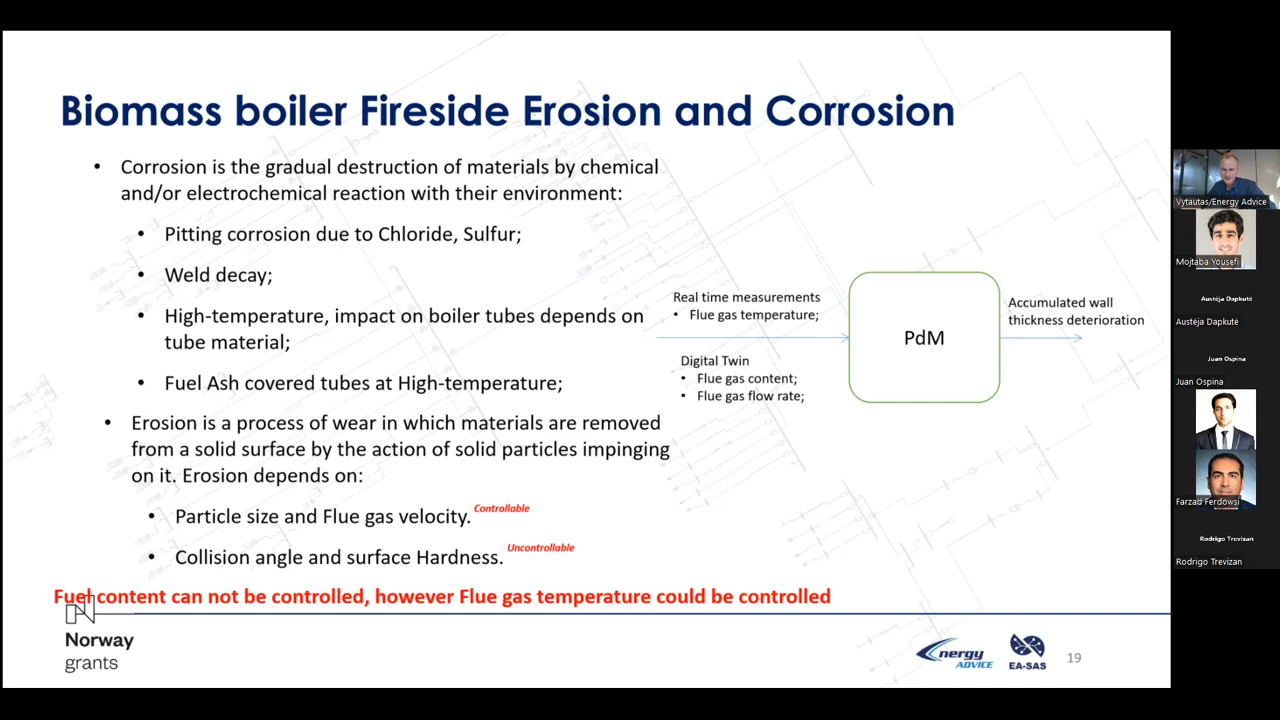 Biomass boiler Fireside Erosion and Corrosion
• Corrosion is the gradual destruction of materials by chemical
and/or electrochemical reaction with their environment:
• Pitting corrosion due to Chloride, Sulfur;
• Weld decay;
• High-temperature, impact on boiler tubes depends on
tube material;
• Fuel Ash covered tubes at High-temperature;
• Erosion is a process of wear in which materials are removed
from a solid surface by the action of solid particles impinging
on it. Erosion depends on:
• Particle size and Flue gas velocity. Controllable
• Collision angle and surface Hardness. Uncontrollable
Fuel content can not be controlled, however Flue gas temperature could be controlled
Real time measurements
• Flue gas temperature;
Digital Twin
• Flue gas content;
• Flue gas flow rate;
PdM
Accumulated wall
thickness deterioration
Norway
grants
nergy
ADVICE
EA-SAS
19
Vytautas/Energy Advice
Mojtaba Yousefi
Austėja Dapkutė
Austėja Dapkutė
Juan Ospina
Juan Ospina
Farzad Ferdowsi
Rodrigo Trevizan
Rodrigo Trevizan